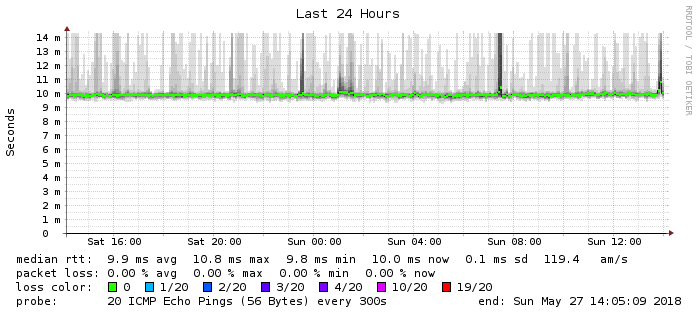 Last 24 Hours
RRDTOOL / TOBI OETIKER
Seconds
14 m
13 m
12 m
11 m
10 m
9 m
8 m
7 m
6 m
5 m
4 m
3 m
2 m
1 m
0
Sat 16:00 Sat 20:00 Sun 00:00 Sun 04:00 Sun 08:00 Sun 12:00
median rtt: 9.9 ms avg 10.8 ms max 9.8 ms min 10.0 ms now 0.1 ms sd 119.4 am/s
packet loss: 0.00 % avg 0.00 % max 0.00 % min 0.00 % now
loss color: 0 1/20 2/20 3/20 4/20 10/20 19/20
probe: 20 ICMP Echo Pings (56 Bytes) every 300s end: Sun May 27 14:05:09 2018